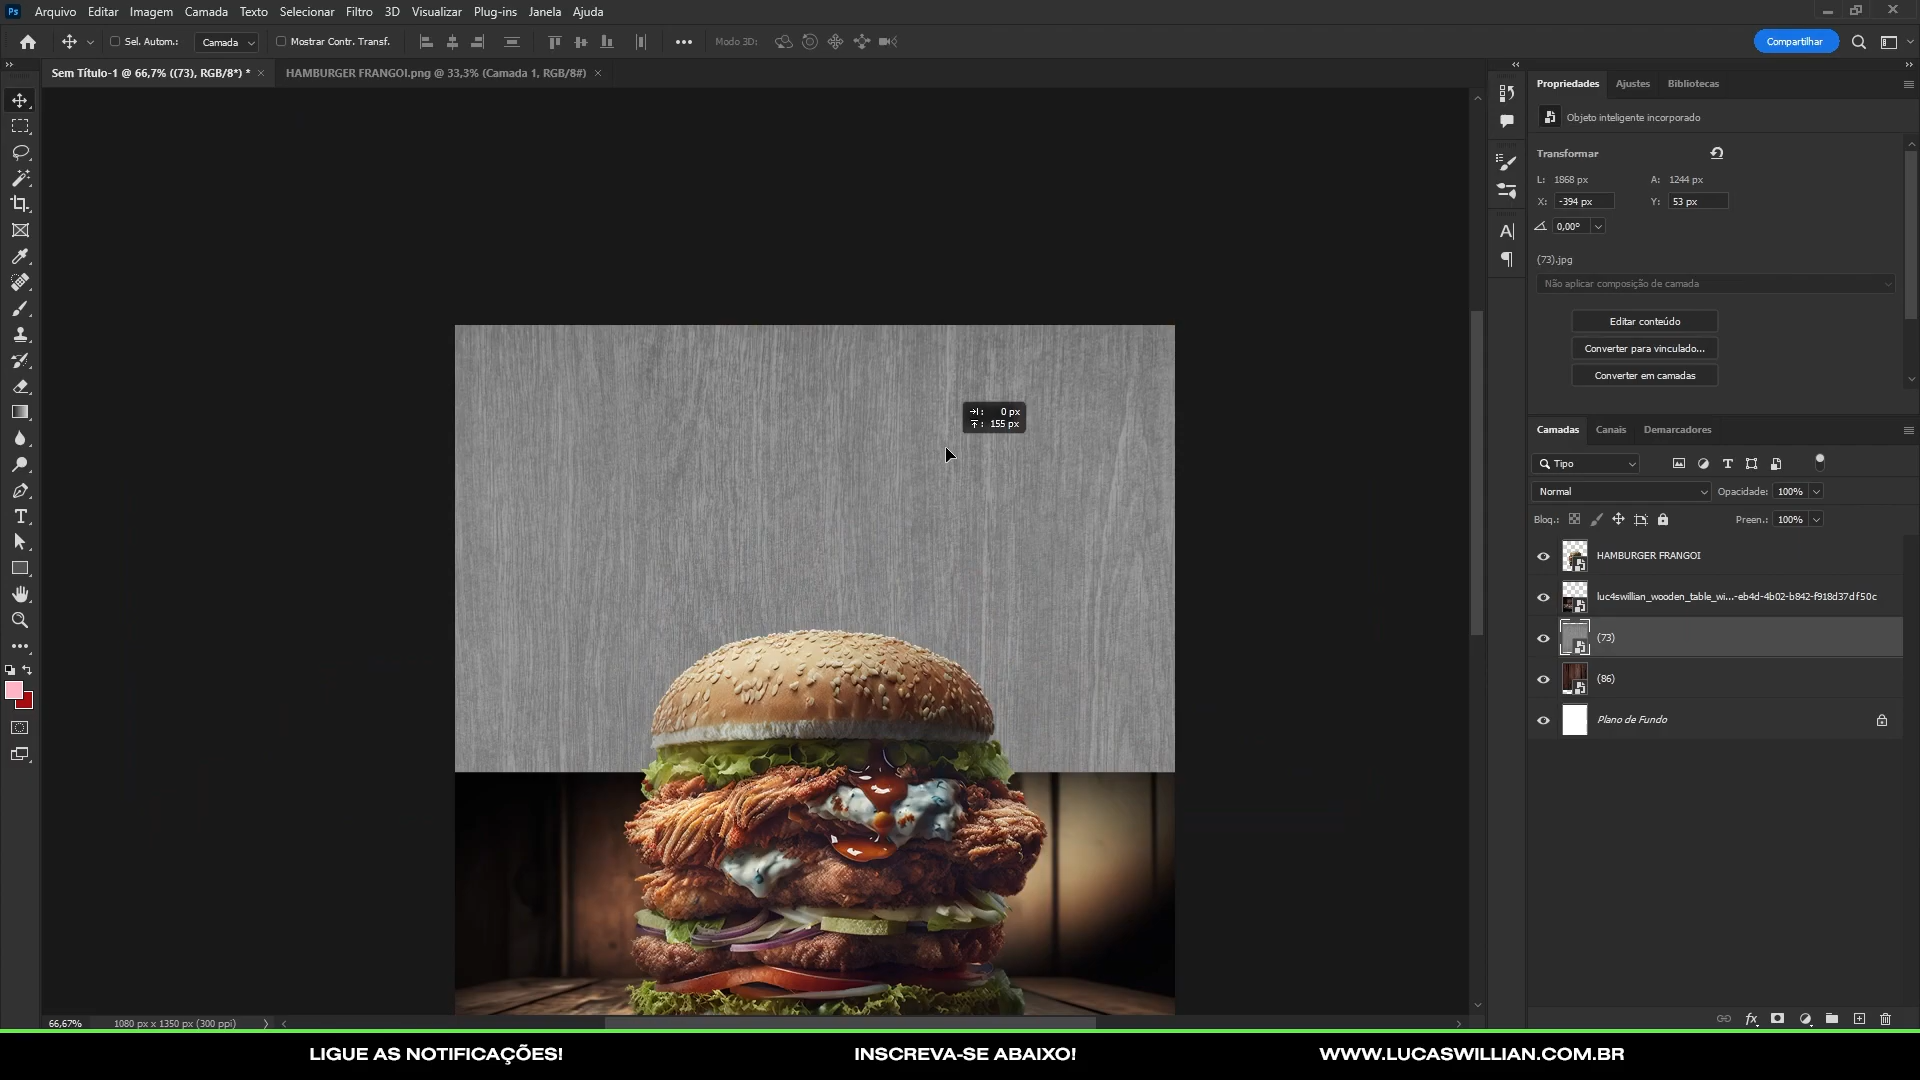 Ps Arquivo Editar Imagem Camada Texto Selecionar Filtro 3D Visualizar Plug-ins Janela Ajuda
Sel. Autom.: Camada Mostrar Contr. Transf. Modo 3D: Compartilhar
Sem Título-1 @ 66,7% ((73), RGB/8*) * × HAMBURGER FRANGOI.png @ 33,3% (Camada 1, RGB/8#) ×
Propriedades Ajustes Bibliotecas
Objeto inteligente incorporado
Transformar
L: 1868 px A: 1244 px
X: -394 px Y: 53 px
0,00°
(73).jpg
Não aplicar composição de camada
Editar conteúdo
Converter para vinculado...
Converter em camadas
0 px
155 px
Camadas Canais Demarcadores
Tipo
Normal Opacidade: 100%
Bloq.: Preen.: 100%
HAMBURGER FRANGOI
luc4swillian_wooden_table_wi...-eb4d-4b02-b842-f918d37df50c
(73)
(86)
Plano de Fundo
66,67% 1080 px x 1350 px (300 ppi)
LIGUE AS NOTIFICAÇÕES! INSCREVA-SE ABAIXO! WWW.LUCASWILLIAN.COM.BR